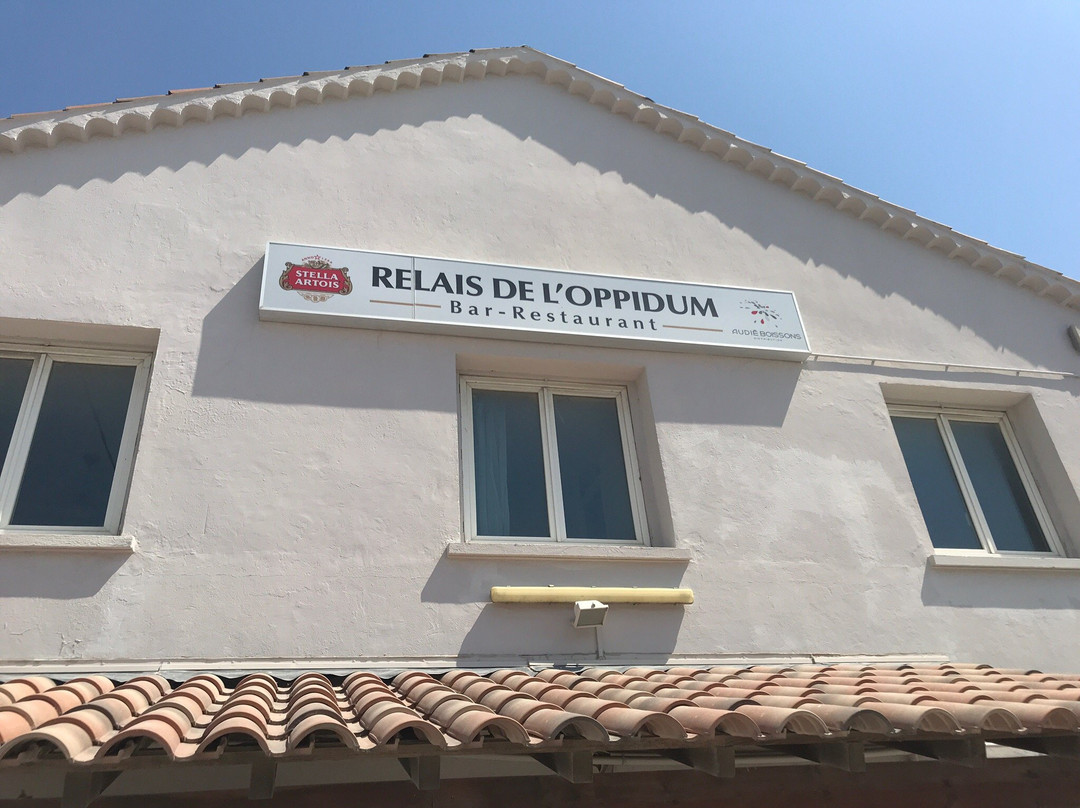 STELLA
ARTOIS
RELAIS DE L'OPPIDUM
Bar-Restaurant
AUDIÉ BOISSONS